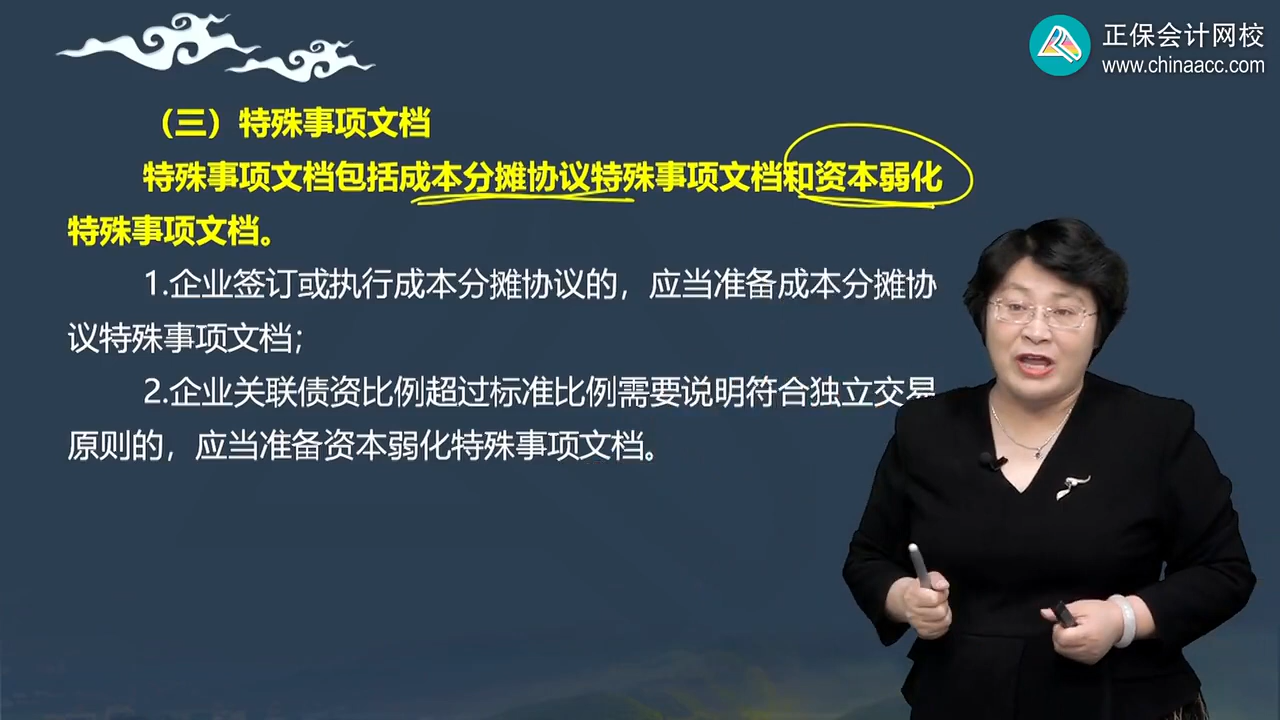 正保会计网校
www.chinaacc.com
（三）特殊事项文档
特殊事项文档包括成本分摊协议特殊事项文档和资本弱化
特殊事项文档。
1.企业签订或执行成本分摊协议的，应当准备成本分摊协
议特殊事项文档；
2.企业关联债资比例超过标准比例需要说明符合独立交易
原则的，应当准备资本弱化特殊事项文档。